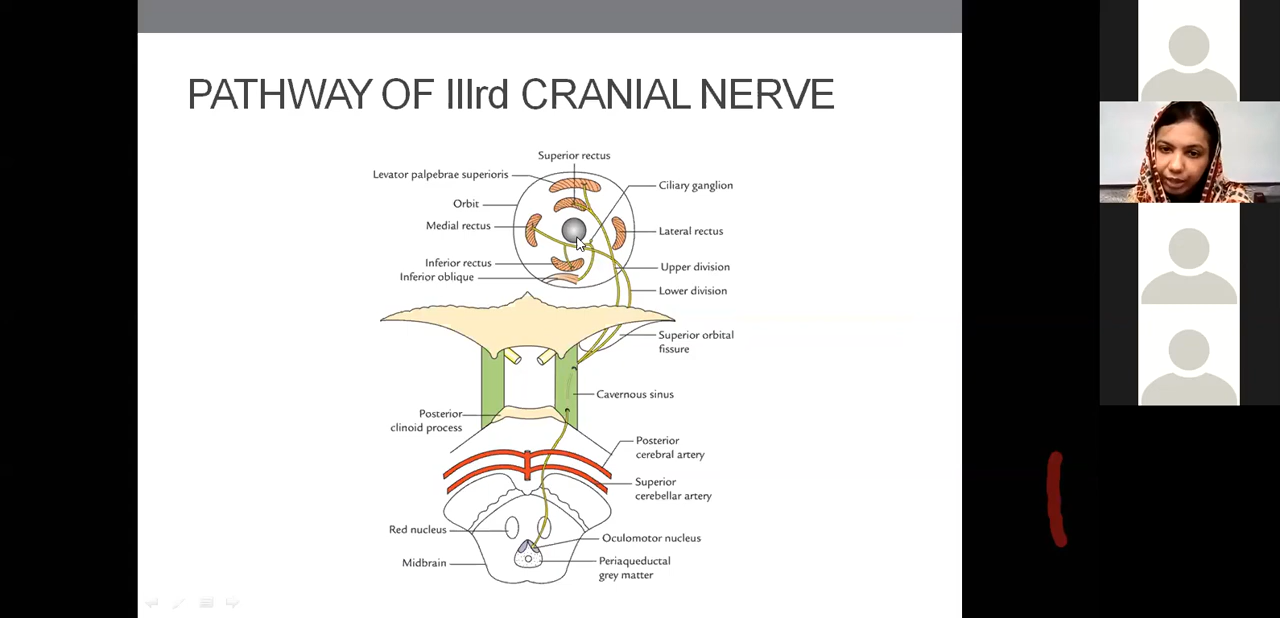 PATHWAY OF IIIrd CRANIAL NERVE
Superior rectus
Levator palpebrae superioris
Ciliary ganglion
Orbit
Medial rectus
Lateral rectus
Inferior rectus
Upper division
Inferior oblique
Lower division
Superior orbital
fissure
Cavernous sinus
Posterior
clinoid process
Posterior
cerebral artery
Superior
cerebellar artery
Red nucleus
Oculomotor nucleus
Midbrain
Periaqueductal
grey matter